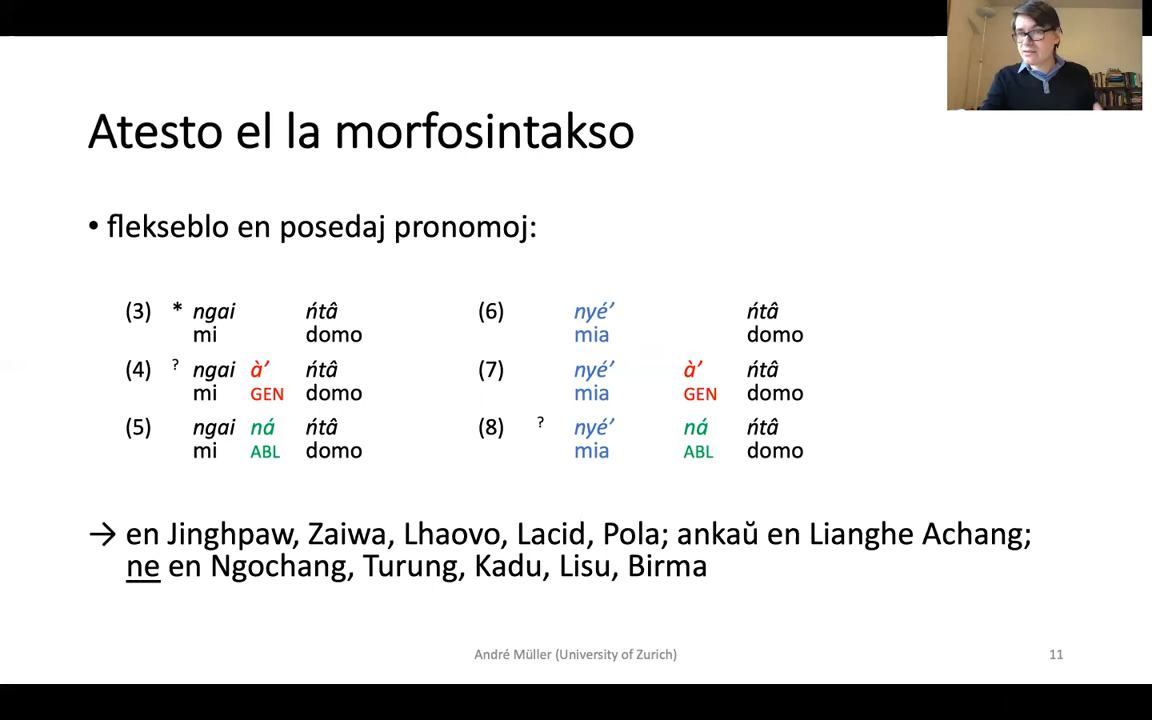 Atesto el la morfosintakso
• flekseblo en posedaj pronomoj:
(3) * ngai ńtâ
mi domo
(4) ? ngai à’ ńtâ
mi GEN domo
(5) ngai ná ńtâ
mi ABL domo
(6) nyé’ ńtâ
mia domo
(7) nyé’ à’ ńtâ
mia GEN domo
(8) ? nyé’ ná ńtâ
mia ABL domo
→ en Jinghpaw, Zaiwa, Lhaovo, Lacid, Pola; ankaŭ en Lianghe Achang;
ne en Ngochang, Turung, Kadu, Lisu, Birma
André Müller (University of Zurich)
11